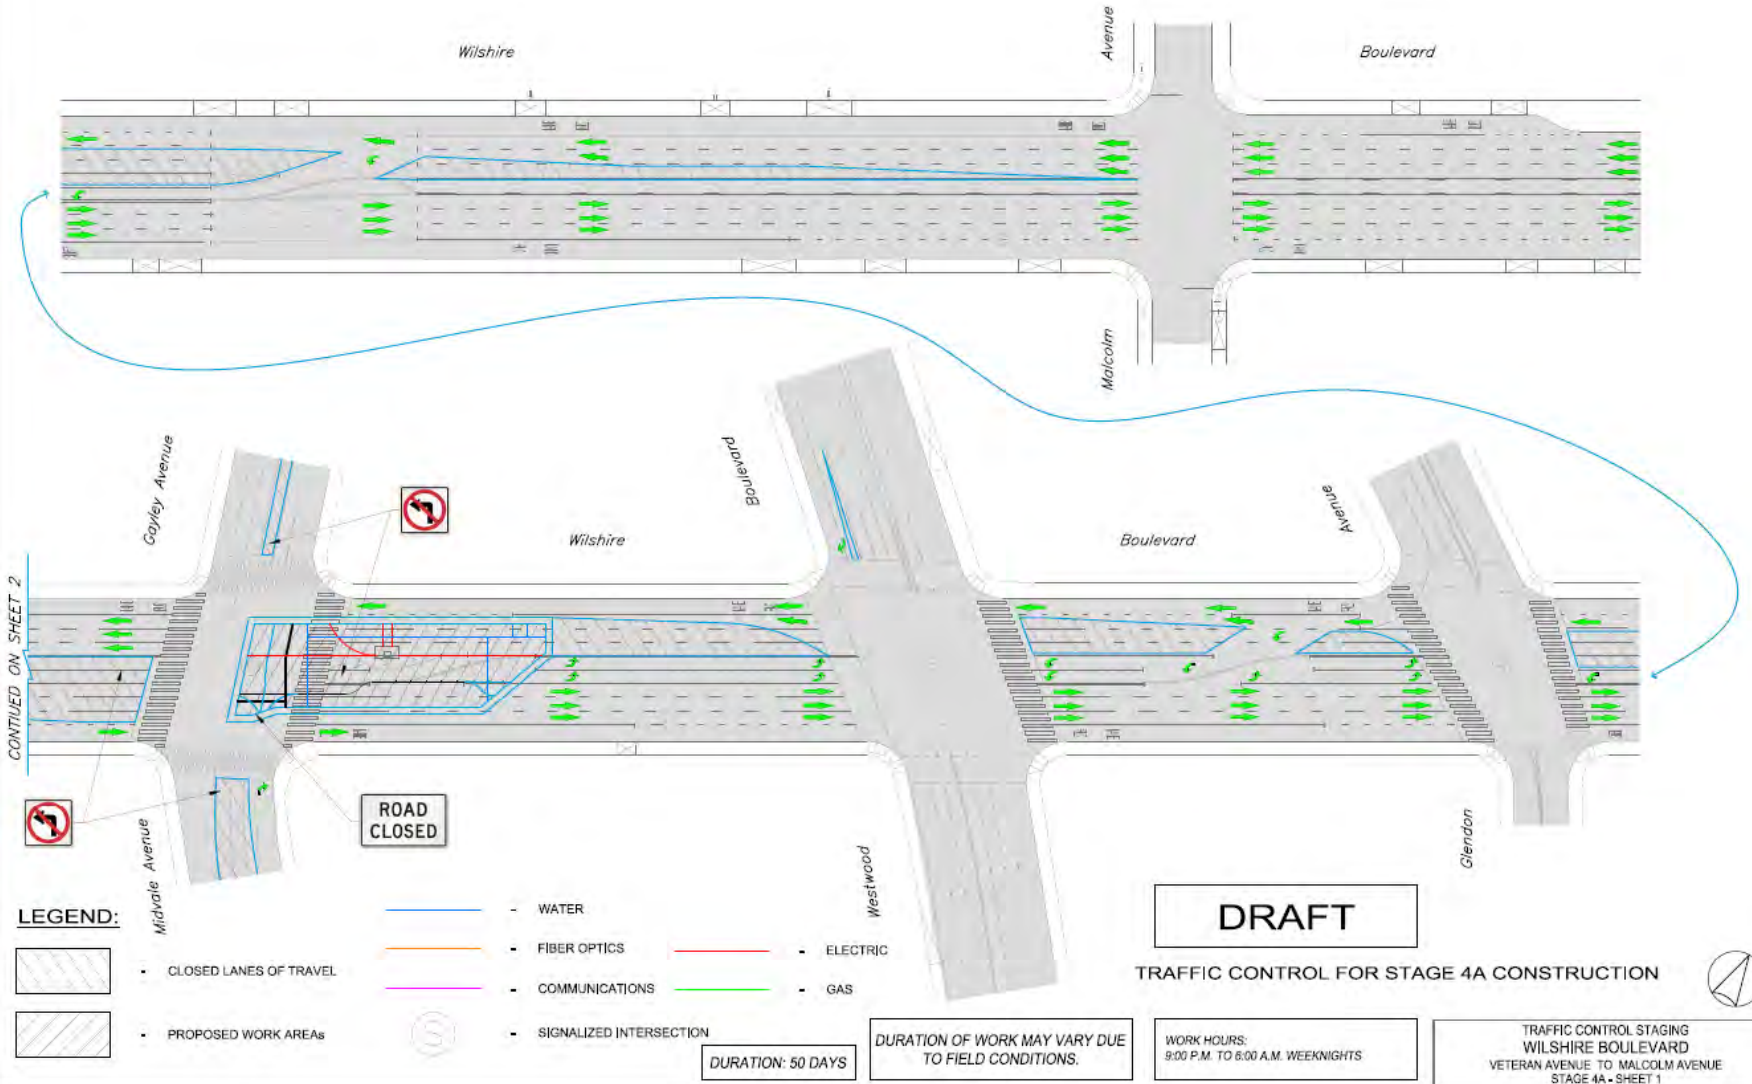 Wilshire
Avenue
Boulevard
Malcolm
Gayley Avenue
Boulevard
Wilshire
Boulevard
Avenue
CONTIUED ON SHEET 2
ROAD
CLOSED
Midvale Avenue
Westwood
Glendon
LEGEND:
- CLOSED LANES OF TRAVEL
- PROPOSED WORK AREAs
- WATER
- FIBER OPTICS
- COMMUNICATIONS
S - SIGNALIZED INTERSECTION
- ELECTRIC
- GAS
DURATION: 50 DAYS
DURATION OF WORK MAY VARY DUE
TO FIELD CONDITIONS.
DRAFT
TRAFFIC CONTROL FOR STAGE 4A CONSTRUCTION
WORK HOURS:
9:00 P.M. TO 6:00 A.M. WEEKNIGHTS
TRAFFIC CONTROL STAGING
WILSHIRE BOULEVARD
VETERAN AVENUE TO MALCOLM AVENUE
STAGE 4A - SHEET 1